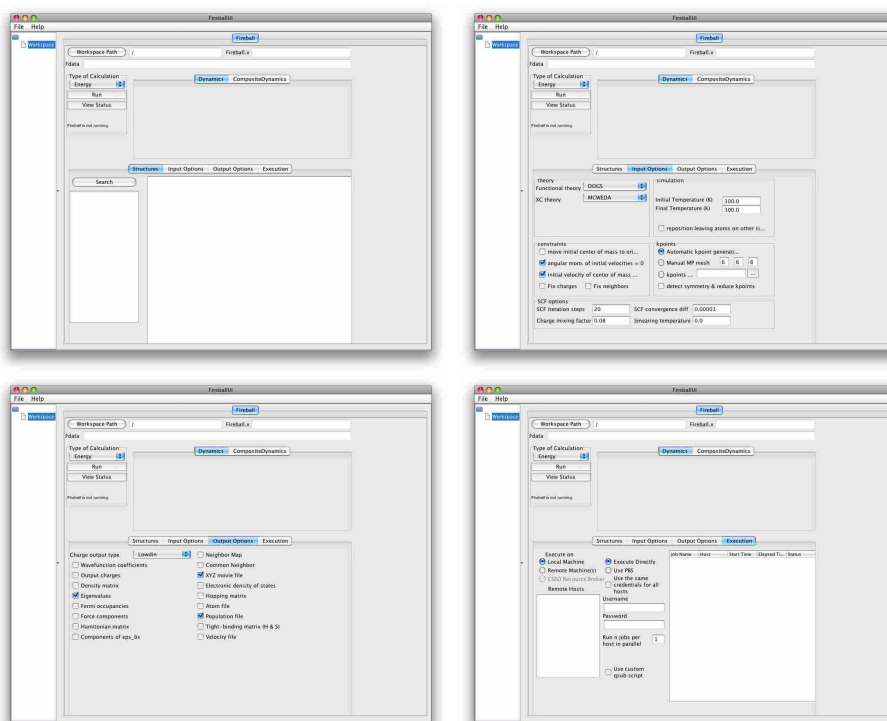 FireballUI
File Help
Workspace
Fireball
Workspace Path / Fireball.x
Fdata
Type of Calculation
Energy
Dynamics CompositeDynamics
Run
View Status
Fireball is not running.
Structures Input Options Output Options Execution
Search
FireballUI
File Help
Workspace
Fireball
Workspace Path / Fireball.x
Fdata
Type of Calculation
Energy
Dynamics CompositeDynamics
Run
View Status
Fireball is not running.
Structures Input Options Output Options Execution
theory
Functional theory DOGS
XC theory MCWEDA
simulation
Initial Temperature (K) 300.0
Final Temperature (K) 300.0
reposition leaving atoms on other si...
constraints
move initial center of mass to ori...
angular mom. of initial velocities = 0
initial velocity of center of mass ...
Fix charges Fix neighbors
kpoints
Automatic kpoint generati...
Manual MP mesh 6 6 6
kpoints ... ...
detect symmetry & reduce kpoints
SCF options
SCF iteration steps 20 SCF convergence diff 0.00001
Charge mixing factor 0.08 Smearing temperature 0.0
FireballUI
File Help
Workspace
Fireball
Workspace Path / Fireball.x
Fdata
Type of Calculation
Energy
Dynamics CompositeDynamics
Run
View Status
Fireball is not running.
Structures Input Options Output Options Execution
Charge output type Lowdin
Wavefunction coefficients
Output charges
Density matrix
Eigenvalues
Fermi occupancies
Force components
Hamitonian matrix
Components of eps_bs
Neighbor Map
Common Neighbor
XYZ movie file
Electronic density of states
Hopping matrix
Atom file
Population file
Tight-binding matrix (H & S)
Velocity file
FireballUI
File Help
Workspace
Fireball
Workspace Path / Fireball.x
Fdata
Type of Calculation
Energy
Dynamics CompositeDynamics
Run
View Status
Fireball is not running.
Structures Input Options Output Options Execution
Execute on
Local Machine
Remote Machine(s)
CSEO Resource Broker
Remote Hosts
Execute Directly
Use PBS
Use the same
credentials for all
hosts
Username
Password
Run n jobs per
host in parallel 1
Use custom
qsub script
Job Name Host Start Time Elapsed Ti... Status